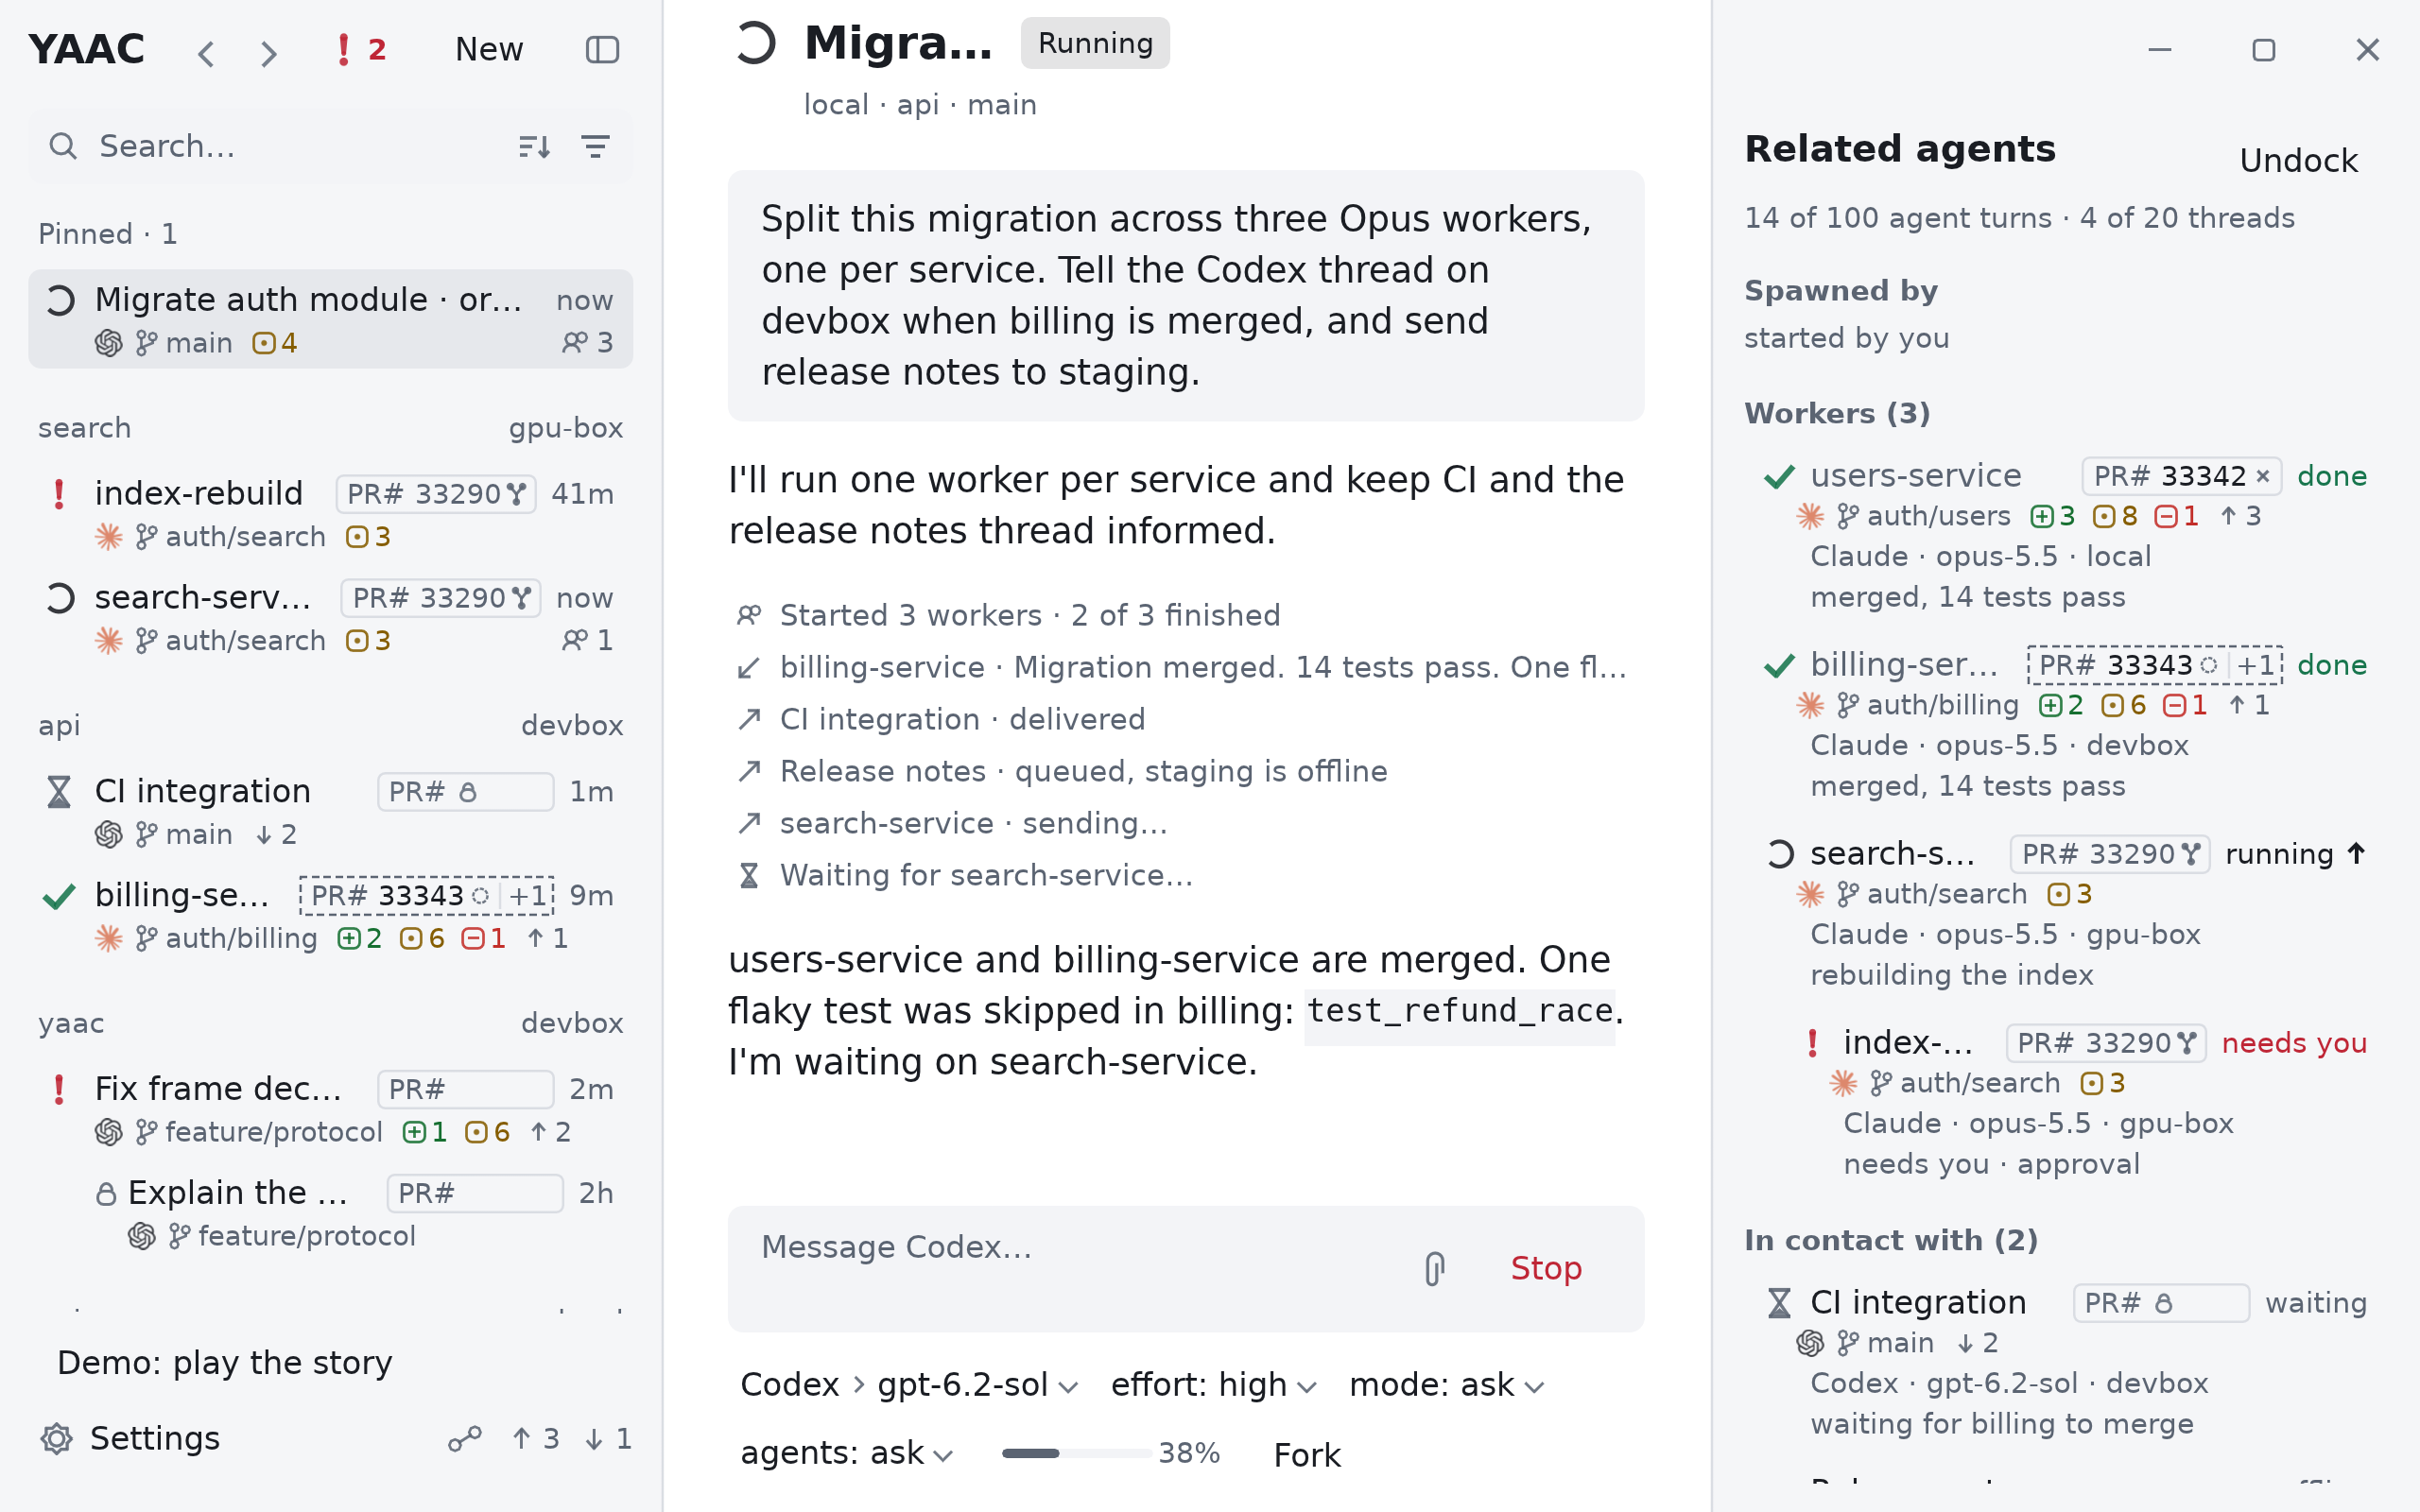 YAAC
2
New
Search…
Pinned · 1
Migrate auth module · or… now
main 4 3
search gpu-box
index-rebuild PR# 33290 41m
auth/search 3
search-serv… PR# 33290 now
auth/search 3 1
api devbox
CI integration PR# 1m
main ↓ 2
billing-se… PR# 33343 +1 9m
auth/billing 2 6 1 ↑ 1
yaac devbox
Fix frame dec… PR# 2m
feature/protocol 1 6 ↑ 2
Explain the … PR# 2h
feature/protocol
Demo: play the story
Settings ↑ 3 ↓ 1
Migra… Running
local · api · main
Split this migration across three Opus workers,
one per service. Tell the Codex thread on
devbox when billing is merged, and send
release notes to staging.
I'll run one worker per service and keep CI and the
release notes thread informed.
Started 3 workers · 2 of 3 finished
billing-service · Migration merged. 14 tests pass. One fl…
CI integration · delivered
Release notes · queued, staging is offline
search-service · sending…
Waiting for search-service…
users-service and billing-service are merged. One
flaky test was skipped in billing: test_refund_race.
I'm waiting on search-service.
Message Codex…
Stop
Codex > gpt-6.2-sol effort: high mode: ask
agents: ask 38% Fork
Related agents
Undock
14 of 100 agent turns · 4 of 20 threads
Spawned by
started by you
Workers (3)
users-service PR# 33342 × done
auth/users 3 8 1 ↑ 3
Claude · opus-5.5 · local
merged, 14 tests pass
billing-ser… PR# 33343 +1 done
auth/billing 2 6 1 ↑ 1
Claude · opus-5.5 · devbox
merged, 14 tests pass
search-s… PR# 33290 running ↑
auth/search 3
Claude · opus-5.5 · gpu-box
rebuilding the index
index-… PR# 33290 needs you
auth/search 3
Claude · opus-5.5 · gpu-box
needs you · approval
In contact with (2)
CI integration PR# waiting
main ↓ 2
Codex · gpt-6.2-sol · devbox
waiting for billing to merge